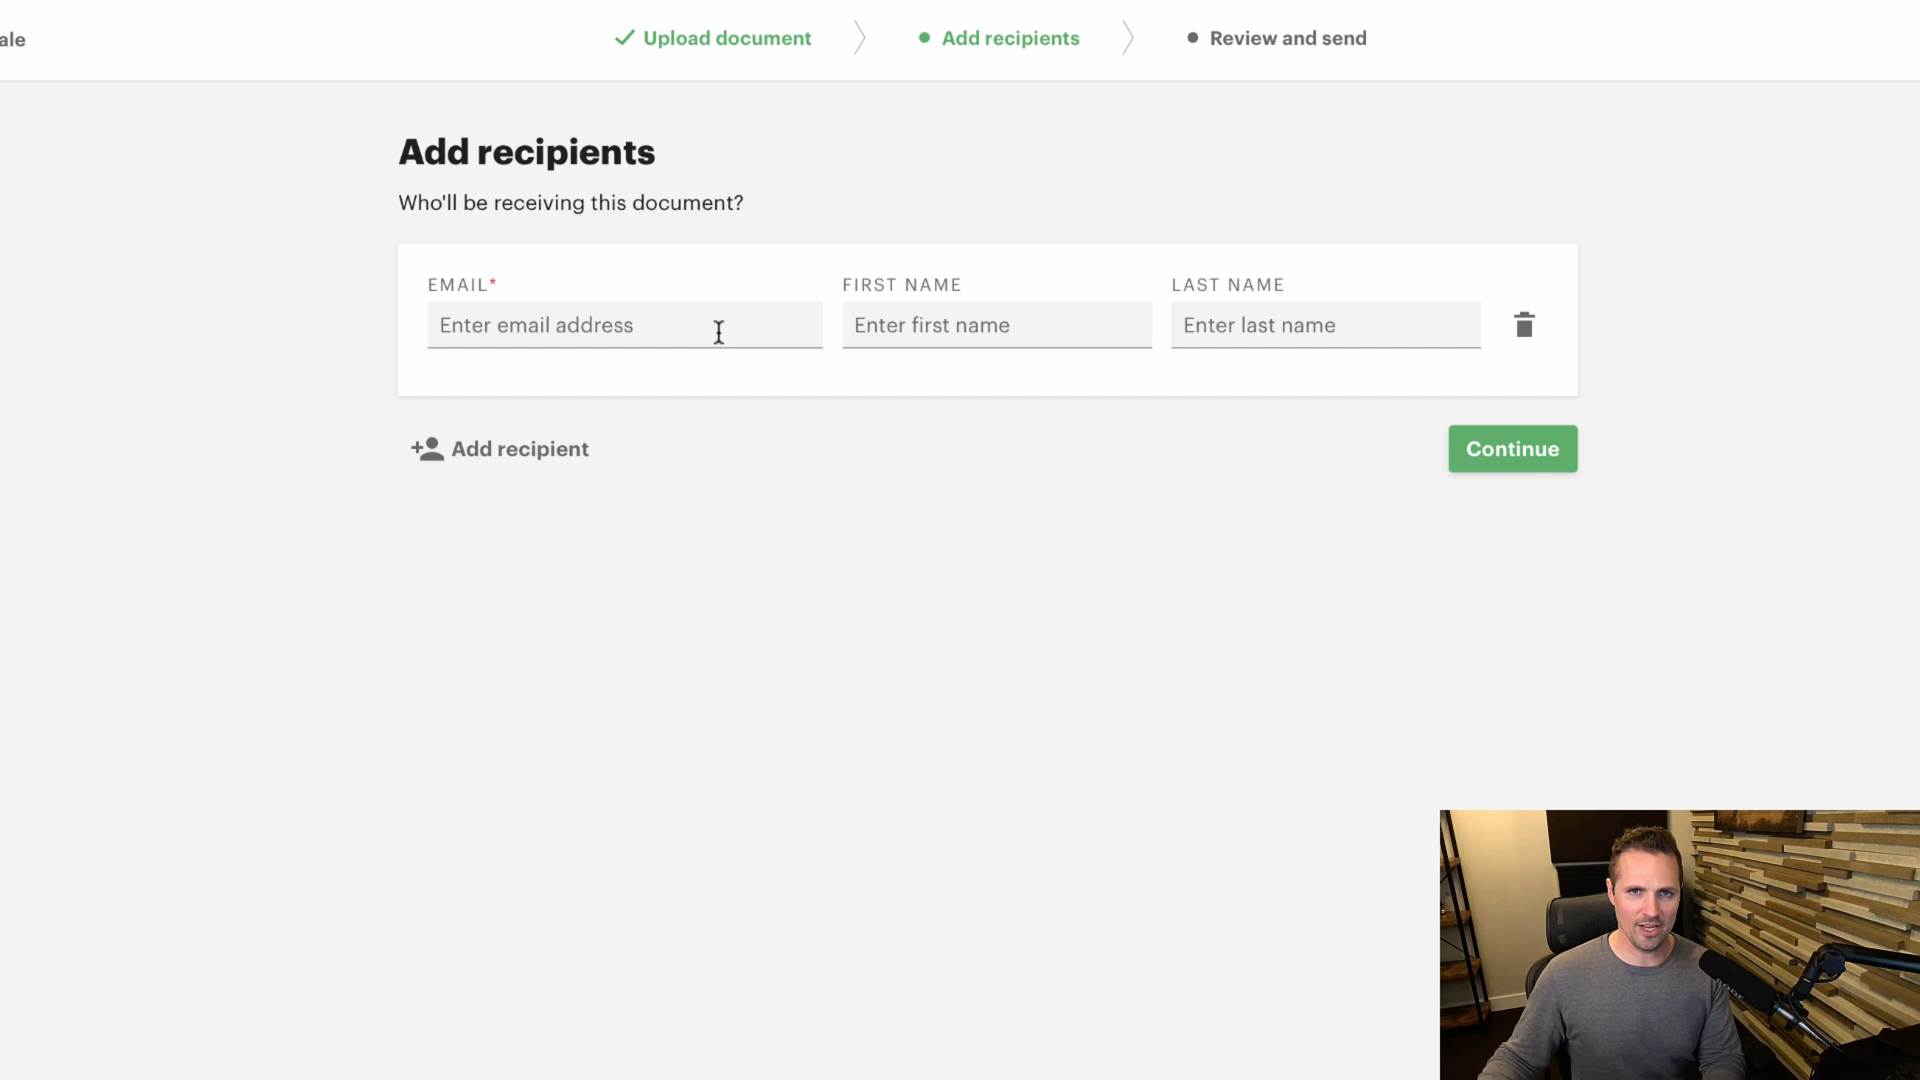 ale
Upload document
Add recipients
Review and send
Add recipients
Who'll be receiving this document?
EMAIL*
FIRST NAME
LAST NAME
Enter email address
Enter first name
Enter last name
Add recipient
Continue